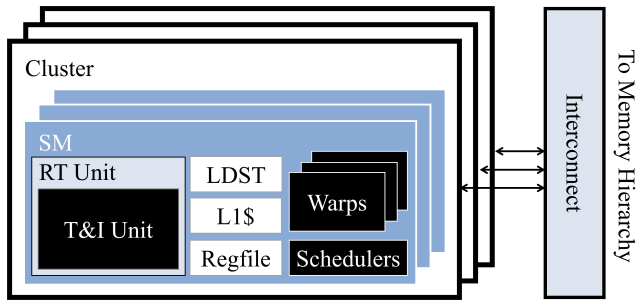 Cluster
SM
RT Unit
T&I Unit
LDST
L1$
Regfile
Warps
Schedulers
Interconnect
To Memory Hierarchy